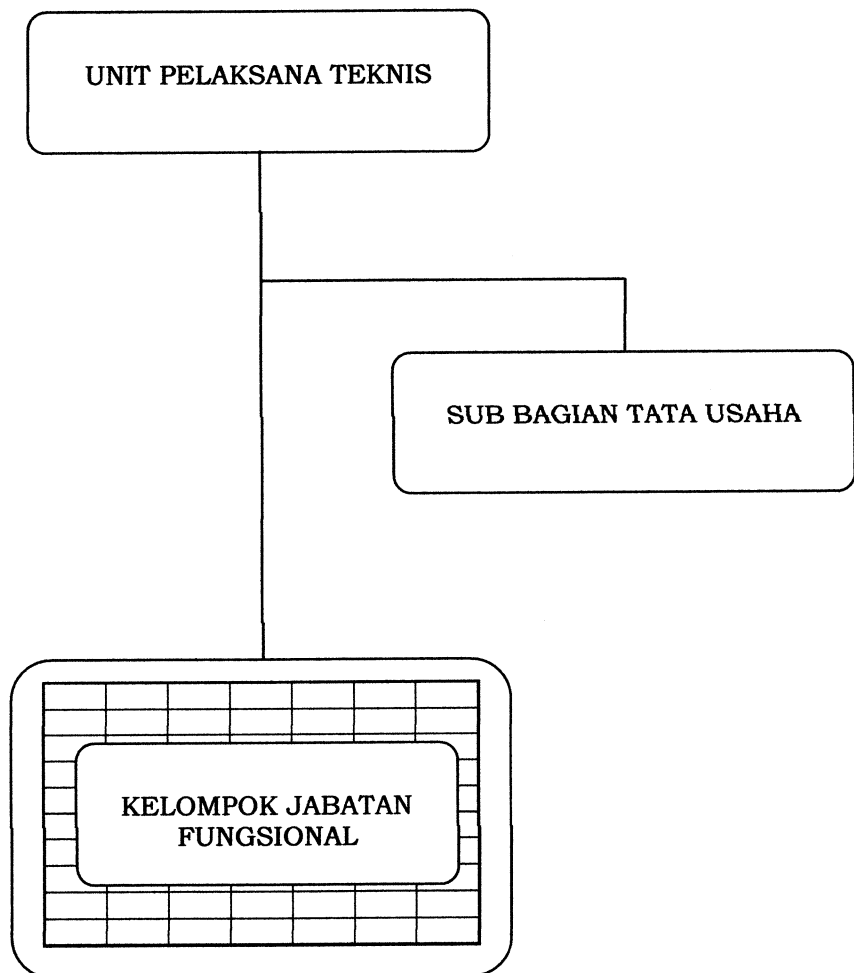 UNIT PELAKSANA TEKNIS
SUB BAGIAN TATA USAHA
KELOMPOK JABATAN
FUNGSIONAL